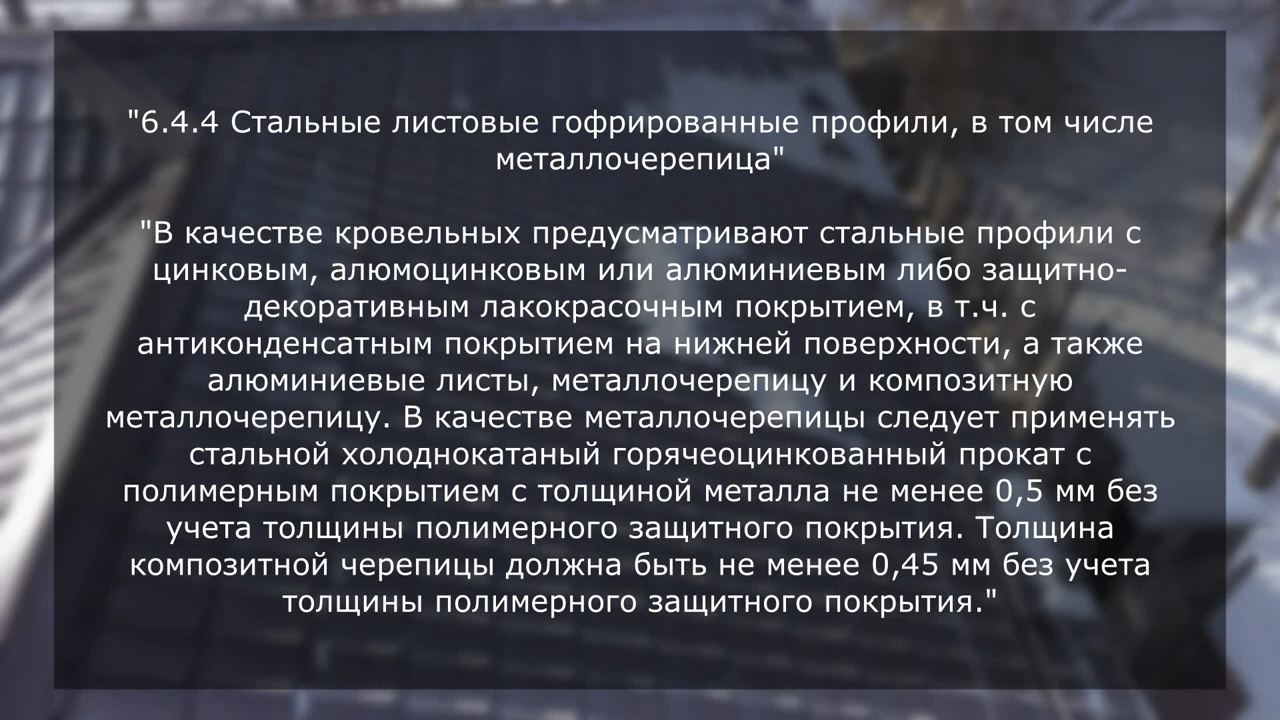 "6.4.4 Стальные листовые гофрированные профили, в том числе
металлочерепица"
"В качестве кровельных предусматривают стальные профили с
цинковым, алюмоцинковым или алюминиевым либо защитно-
декоративным лакокрасочным покрытием, в т.ч. с
антиконденсатным покрытием на нижней поверхности, а также
алюминиевые листы, металлочерепицу и композитную
металлочерепицу. В качестве металлочерепицы следует применять
стальной холоднокатаный горячеоцинкованный прокат с
полимерным покрытием с толщиной металла не менее 0,5 мм без
учета толщины полимерного защитного покрытия. Толщина
композитной черепицы должна быть не менее 0,45 мм без учета
толщины полимерного защитного покрытия."